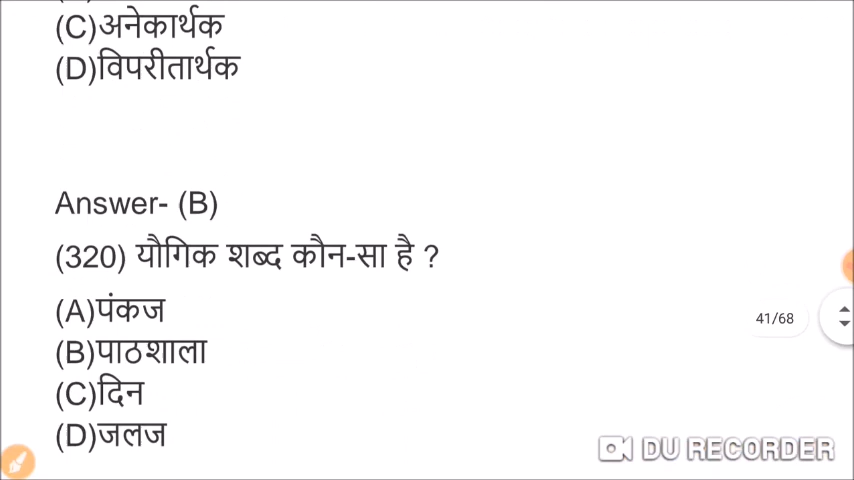 (C)अनेकार्थक
(D)विपरीतार्थक
Answer- (B)
(320) यौगिक शब्द कौन-सा है ?
(A)पंकज
(B)पाठशाला
(C)दिन
(D)जलज
41/68
DU RECORDER